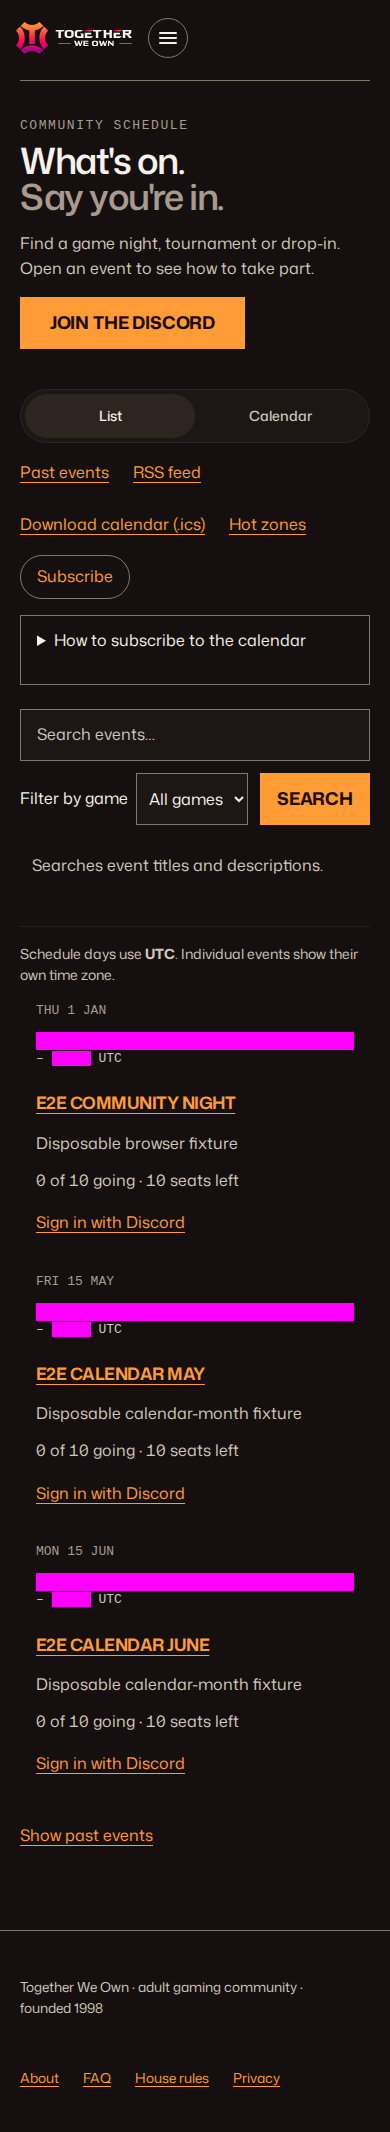 TOGETHER
WE OWN
COMMUNITY SCHEDULE
What's on.
Say you're in.
Find a game night, tournament or drop-in.
Open an event to see how to take part.
JOIN THE DISCORD
List
Calendar
Past events
RSS feed
Download calendar (.ics)
Hot zones
Subscribe
How to subscribe to the calendar
Search events...
Filter by game
All games
SEARCH
Searches event titles and descriptions.
Schedule days use UTC. Individual events show their
own time zone.
THU 1 JAN
– UTC
E2E COMMUNITY NIGHT
Disposable browser fixture
0 of 10 going · 10 seats left
Sign in with Discord
FRI 15 MAY
– UTC
E2E CALENDAR MAY
Disposable calendar-month fixture
0 of 10 going · 10 seats left
Sign in with Discord
MON 15 JUN
– UTC
E2E CALENDAR JUNE
Disposable calendar-month fixture
0 of 10 going · 10 seats left
Sign in with Discord
Show past events
Together We Own · adult gaming community ·
founded 1998
About
FAQ
House rules
Privacy